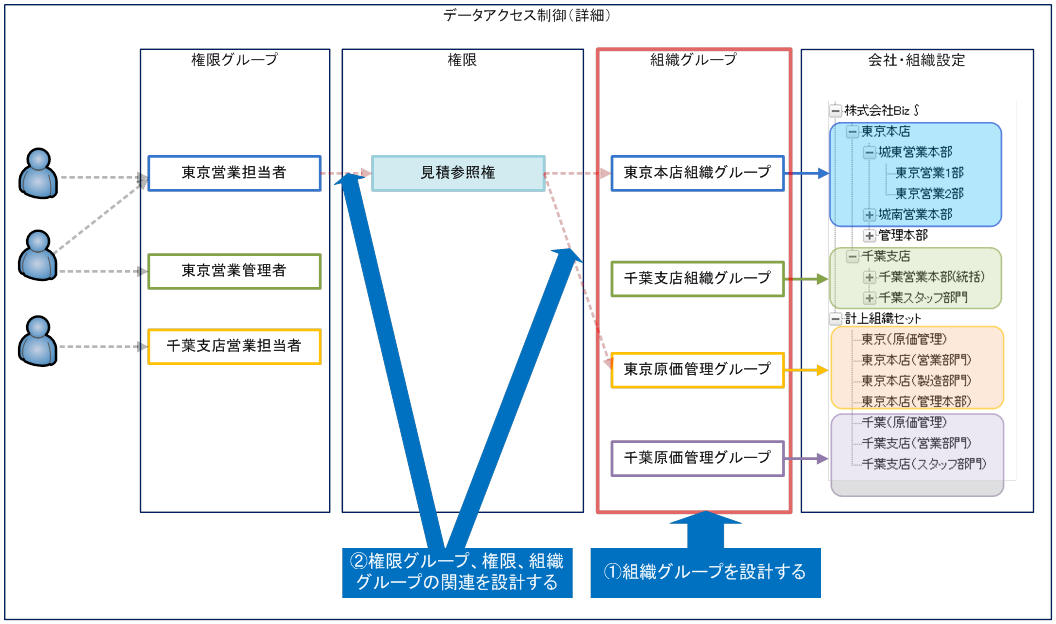 データアクセス制御（詳細）
権限グループ
権限
組織グループ
会社・組織設定
東京営業担当者
東京営業管理者
千葉支店営業担当者
見積参照権
東京本店組織グループ
千葉支店組織グループ
東京原価管理グループ
千葉原価管理グループ
株式会社Biz∫
東京本店
城東営業本部
東京営業1部
東京営業2部
城南営業本部
管理本部
千葉支店
千葉営業本部(統括)
千葉スタッフ部門
計上組織セット
東京(原価管理)
東京本店(営業部門)
東京本店(製造部門)
東京本店(管理本部)
千葉(原価管理)
千葉支店(営業部門)
千葉支店(スタッフ部門)
②権限グループ、権限、組織
グループの関連を設計する
①組織グループを設計する